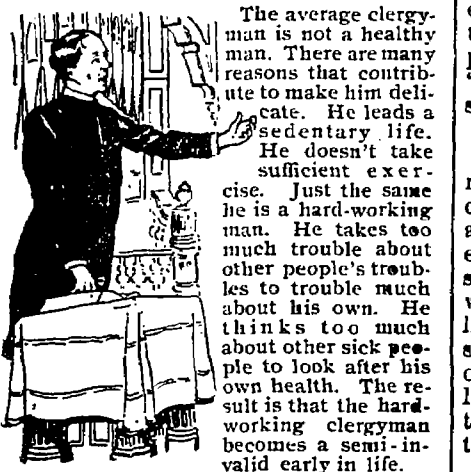 The average clergy-
man is not a healthy
man. There are many
reasons that contrib-
ute to make him deli-
cate. He leads a
sedentary life.
He doesn't take
sufficient exer-
cise. Just the same
he is a hard-working
man. He takes too
much trouble about
other people's troub-
les to trouble much
about his own. He
thinks too much
about other sick peo-
ple to look after his
own health. The re-
sult is that the hard-
working clergyman
becomes a semi-in-
valid early in life.